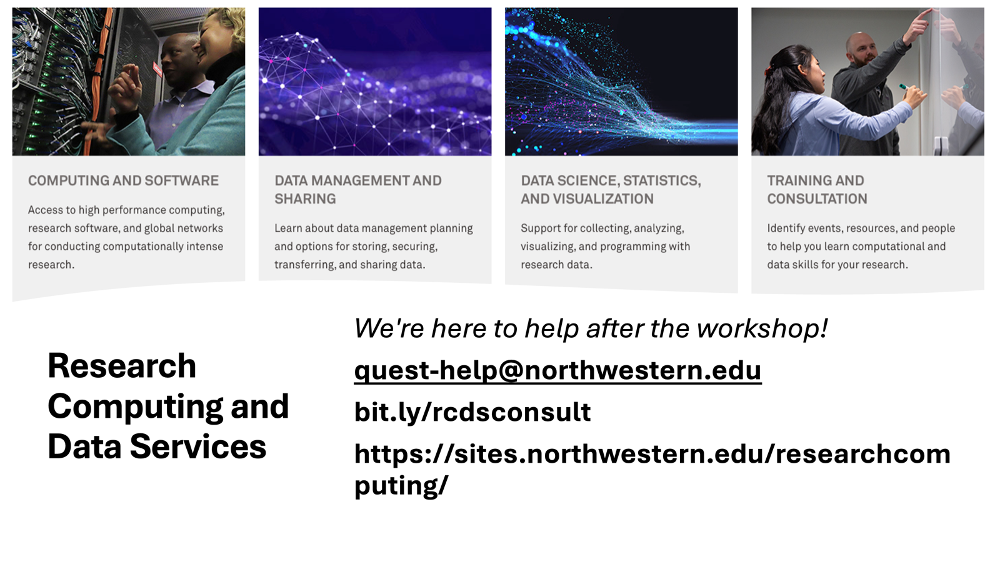 COMPUTING AND SOFTWARE
Access to high performance computing,
research software, and global networks
for conducting computationally intense
research.
DATA MANAGEMENT AND
SHARING
Learn about data management planning
and options for storing, securing,
transferring, and sharing data.
DATA SCIENCE, STATISTICS,
AND VISUALIZATION
Support for collecting, analyzing,
visualizing, and programming with
research data.
TRAINING AND
CONSULTATION
Identify events, resources, and people
to help you learn computational and
data skills for your research.
Research
Computing and
Data Services
We're here to help after the workshop!
quest-help@northwestern.edu
bit.ly/rcdsconsult
https://sites.northwestern.edu/researchcom
puting/